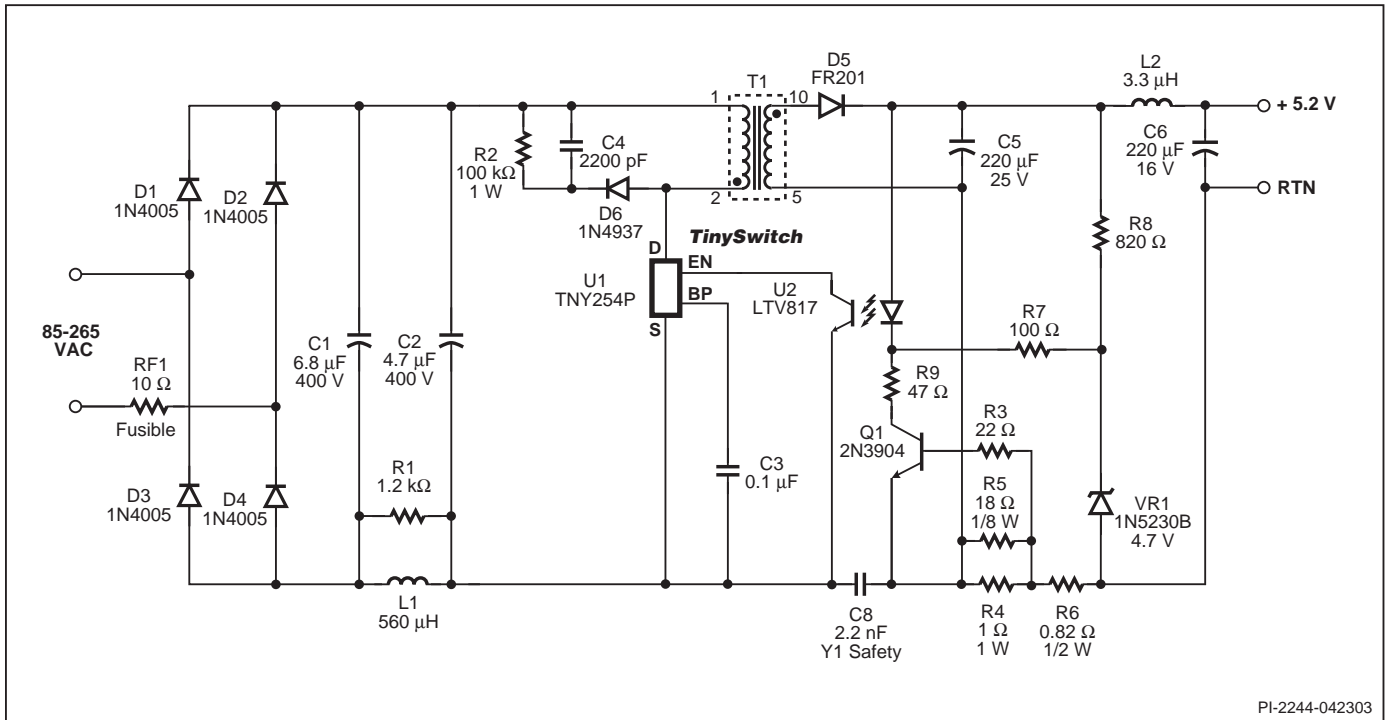 D5
FR201
L2
3.3 µH
T1
1
10
2
5
+ 5.2 V
RTN
R2
100 kΩ
1 W
C4
2200 pF
C5
220 µF
25 V
C6
220 µF
16 V
D1
1N4005
D2
1N4005
D6
1N4937
TinySwitch
R8
820 Ω
D
EN
BP
S
U1
TNY254P
U2
LTV817
R7
100 Ω
85-265
VAC
RF1
10 Ω
Fusible
C1
6.8 µF
400 V
C2
4.7 µF
400 V
R9
47 Ω
Q1
2N3904
R3
22 Ω
R1
1.2 kΩ
C3
0.1 µF
R5
18 Ω
1/8 W
VR1
1N5230B
4.7 V
D3
1N4005
D4
1N4005
L1
560 µH
C8
2.2 nF
Y1 Safety
R4
1 Ω
1 W
R6
0.82 Ω
1/2 W
PI-2244-042303